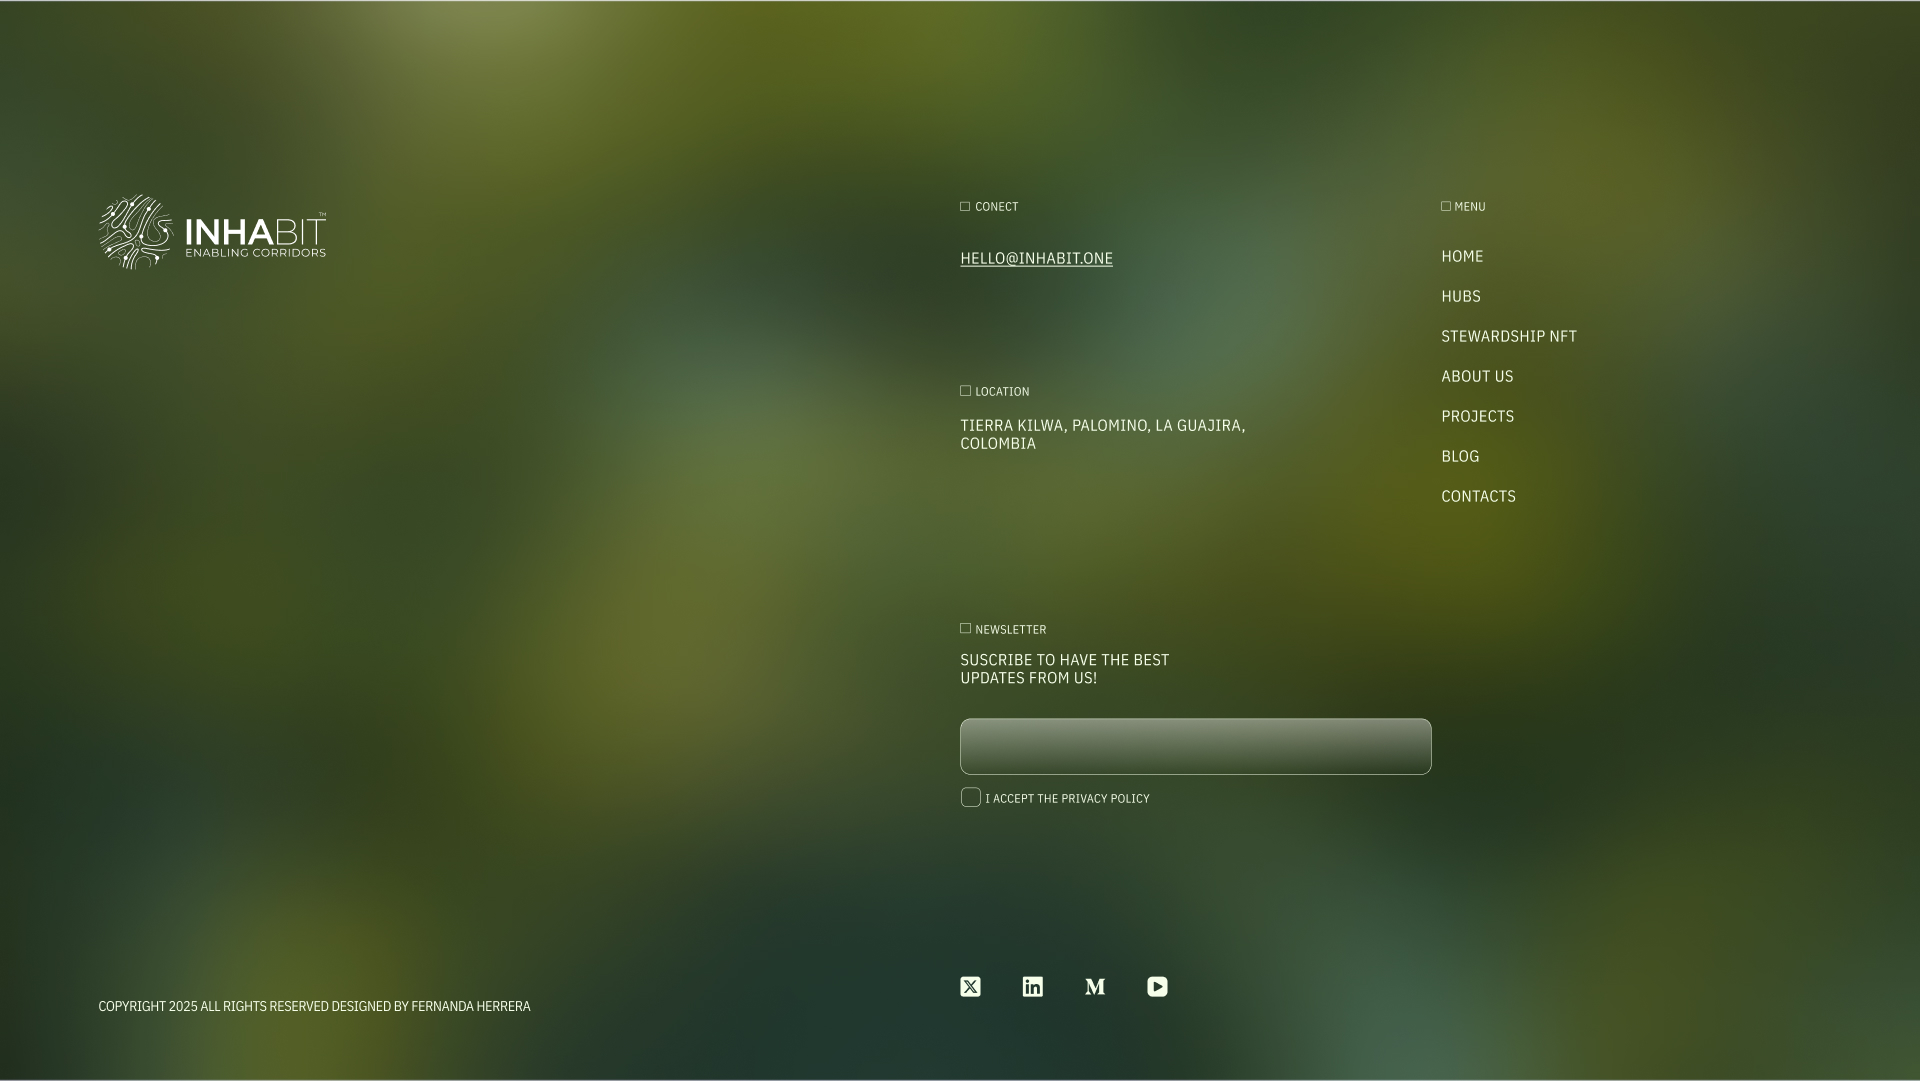 INHABIT™
ENABLING CORRIDORS
CONECT
HELLO@INHABIT.ONE
LOCATION
TIERRA KILWA, PALOMINO, LA GUAJIRA,
COLOMBIA
NEWSLETTER
SUSCRIBE TO HAVE THE BEST
UPDATES FROM US!
I ACCEPT THE PRIVACY POLICY
MENU
HOME
HUBS
STEWARDSHIP NFT
ABOUT US
PROJECTS
BLOG
CONTACTS
X
in
M
COPYRIGHT 2025 ALL RIGHTS RESERVED DESIGNED BY FERNANDA HERRERA